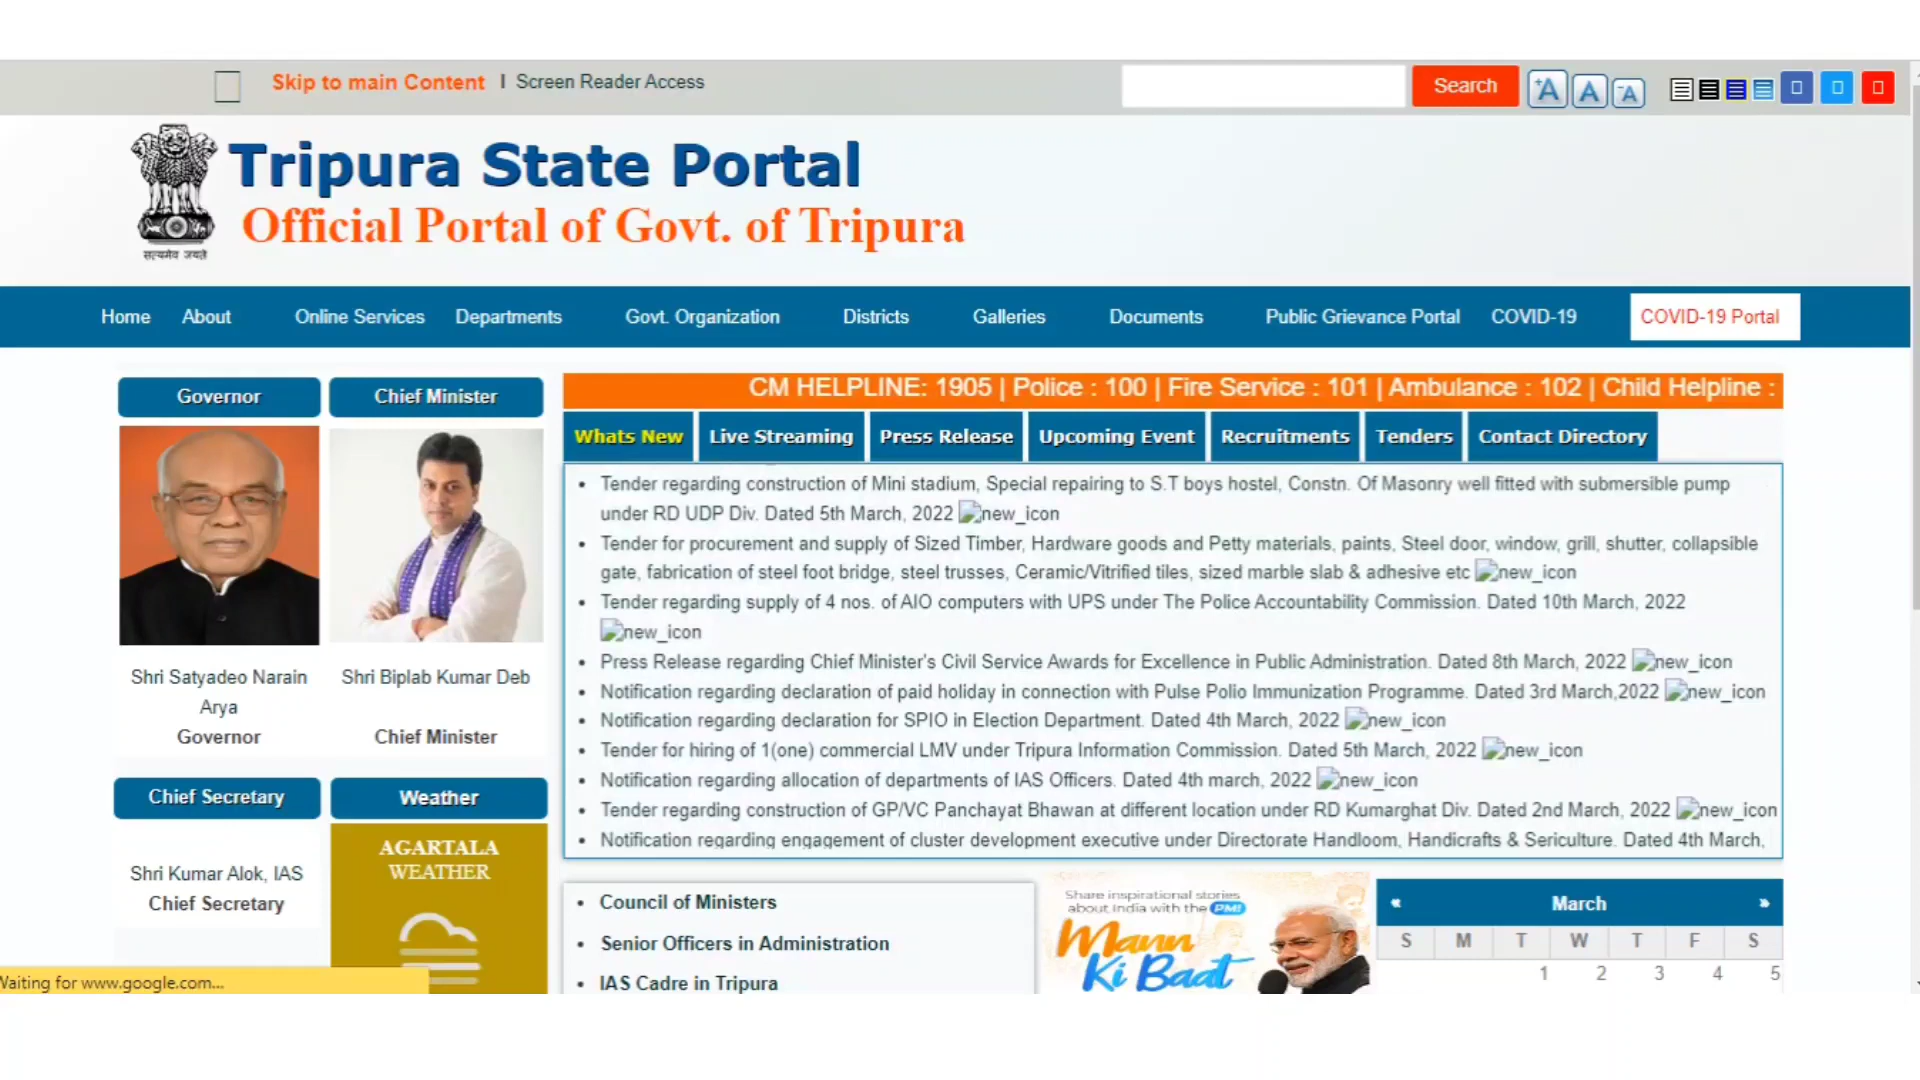 Skip to main Content I Screen Reader Access
Search +A A -A
सत्यमेव जयते
Tripura State Portal
Official Portal of Govt. of Tripura
Home About Online Services Departments Govt. Organization Districts Galleries Documents Public Grievance Portal COVID-19 COVID-19 Portal
Governor
Chief Minister
Shri Satyadeo Narain
Arya
Governor
Shri Biplab Kumar Deb
Chief Minister
Chief Secretary
Shri Kumar Alok, IAS
Chief Secretary
Weather
AGARTALA
WEATHER
CM HELPLINE: 1905 | Police : 100 | Fire Service : 101 | Ambulance : 102 | Child Helpline :
Whats New Live Streaming Press Release Upcoming Event Recruitments Tenders Contact Directory
• Tender regarding construction of Mini stadium, Special repairing to S.T boys hostel, Constn. Of Masonry well fitted with submersible pump
under RD UDP Div. Dated 5th March, 2022 new_icon
• Tender for procurement and supply of Sized Timber, Hardware goods and Petty materials, paints, Steel door, window, grill, shutter, collapsible
gate, fabrication of steel foot bridge, steel trusses, Ceramic/Vitrified tiles, sized marble slab & adhesive etc new_icon
• Tender regarding supply of 4 nos. of AIO computers with UPS under The Police Accountability Commission. Dated 10th March, 2022
new_icon
• Press Release regarding Chief Minister's Civil Service Awards for Excellence in Public Administration. Dated 8th March, 2022 new_icon
• Notification regarding declaration of paid holiday in connection with Pulse Polio Immunization Programme. Dated 3rd March,2022 new_icon
• Notification regarding declaration for SPIO in Election Department. Dated 4th March, 2022 new_icon
• Tender for hiring of 1(one) commercial LMV under Tripura Information Commission. Dated 5th March, 2022 new_icon
• Notification regarding allocation of departments of IAS Officers. Dated 4th march, 2022 new_icon
• Tender regarding construction of GP/VC Panchayat Bhawan at different location under RD Kumarghat Div. Dated 2nd March, 2022 new_icon
• Notification regarding engagement of cluster development executive under Directorate Handloom, Handicrafts & Sericulture. Dated 4th March,
• Council of Ministers
• Senior Officers in Administration
• IAS Cadre in Tripura
Share inspirational stories
about India with the PM!
Mann
Ki Baat
« March »
S M T W T F S
1 2 3 4 5
Waiting for www.google.com...